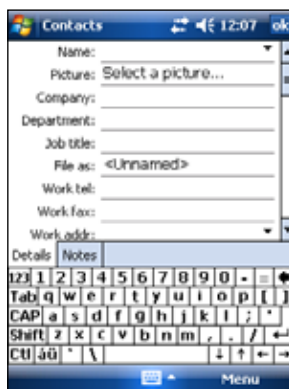 Contacts 12:07 ok
Name:
Picture: Select a picture...
Company:
Department:
Job title:
File as: <Unnamed>
Work tel:
Work fax:
Work addr:
Details Notes
123 1 2 3 4 5 6 7 8 9 0 - =
Tab q w e r t y u i o p [ ]
CAP a s d f g h j k l ; '
Shift z x c v b n m , . /
Ctl áü ` \
Menu